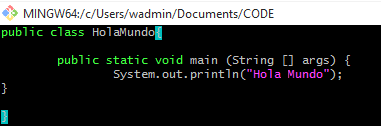 MINGW64:/c/Users/wadmin/Documents/CODE
public class HolaMundo{
public static void main (String [] args) {
System.out.println("Hola Mundo");
}
}